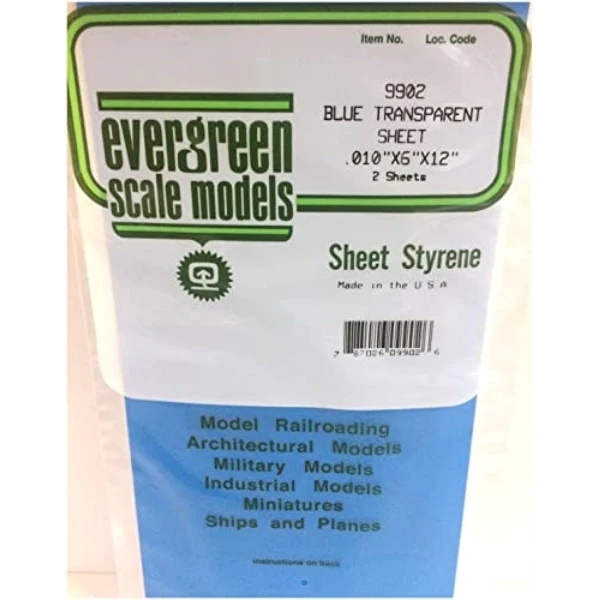 Item No. Loc. Code
9902
BLUE TRANSPARENT
SHEET
.010"X6"X12"
2 Sheets
evergreen
scale models
Sheet Styrene
Made in the U S A
7 87026 09902 6
Model Railroading
Architectural Models
Military Models
Industrial Models
Miniatures
Ships and Planes
instructions on back